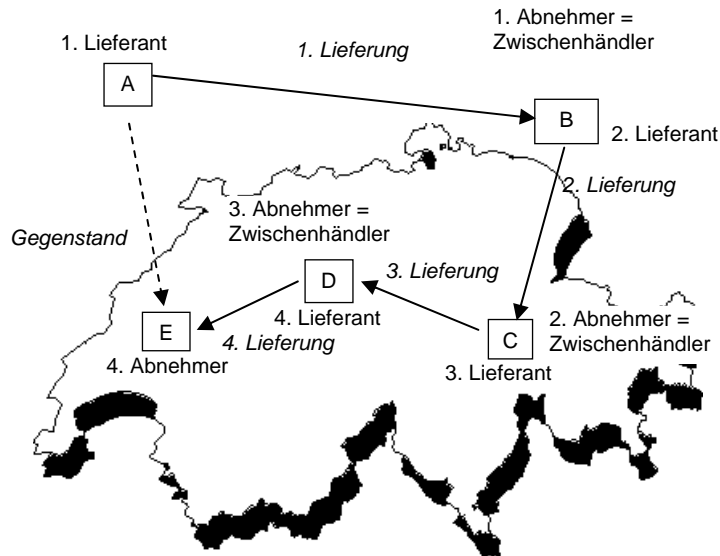 1. Abnehmer =
Zwischenhändler
1. Lieferant
1. Lieferung
A
B
2. Lieferant
2. Lieferung
3. Abnehmer =
Zwischenhändler
Gegenstand
3. Lieferung
D
4. Lieferant
E
4. Lieferung
4. Abnehmer
C
2. Abnehmer =
Zwischenhändler
3. Lieferant